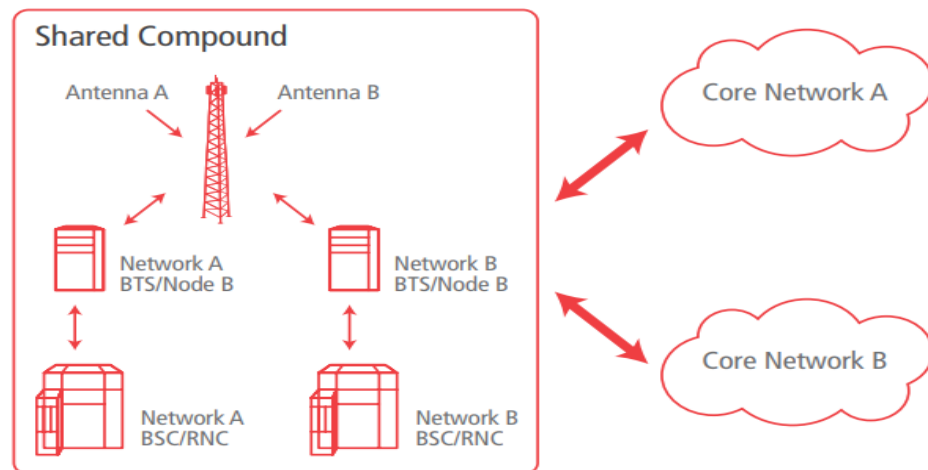 Shared Compound
Antenna A
Antenna B
Core Network A
Network A
BTS/Node B
Network B
BTS/Node B
Core Network B
Network A
BSC/RNC
Network B
BSC/RNC